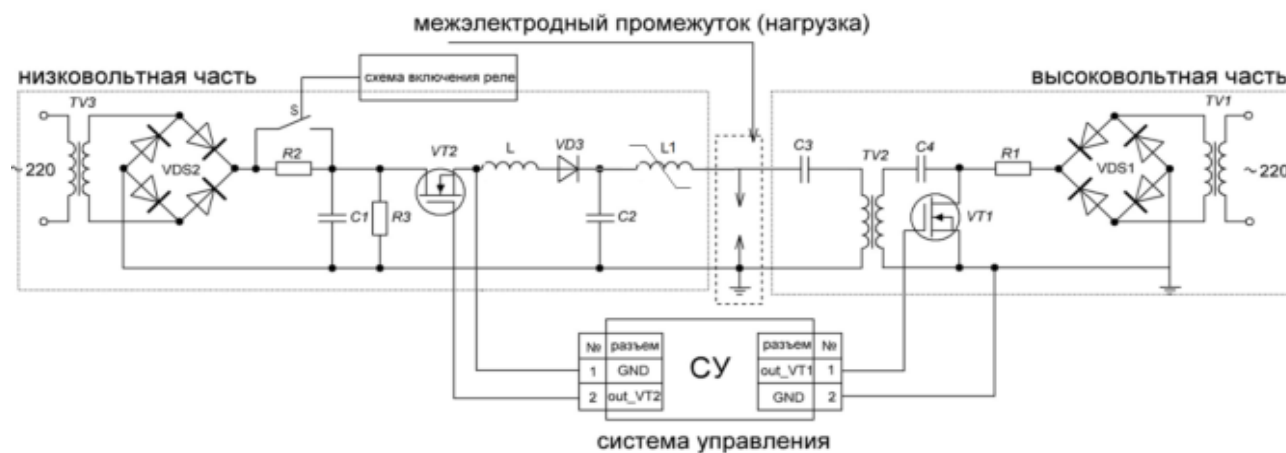 межэлектродный промежуток (нагрузка)
низковольтная часть
схема включения реле
высоковольтная часть
TV3
S
TV1
R2
VT2
L
VD3
L1
C3
TV2
C4
R1
~ 220
VDS2
VDS1
~ 220
C1
R3
C2
VT1
№ разъем
1 GND
2 out_VT2
СУ
разъем №
out_VT1 1
GND 2
система управления